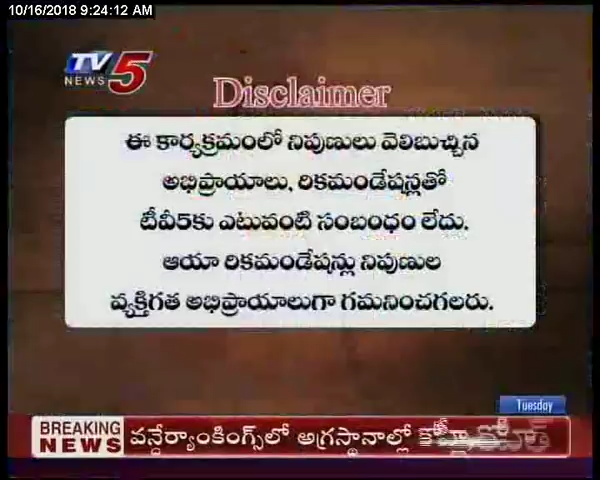 10/16/2018 9:24:12 AM
TV5
NEWS
Disclaimer
ఈ కార్యక్రమంలో నిపుణులు వెలిబుచ్చిన
అభిప్రాయాలు, రికమండేషన్లతో
టీవీ5కు ఎటువంటి సంబంధం లేదు.
ఆయా రికమండేషన్లు నిపుణుల
వ్యక్తిగత అభిప్రాయాలుగా గమనించగలరు.
Tuesday
BREAKING
NEWS
వన్డేర్యాంకింగ్స్‌లో అగ్రస్థానాల్లో